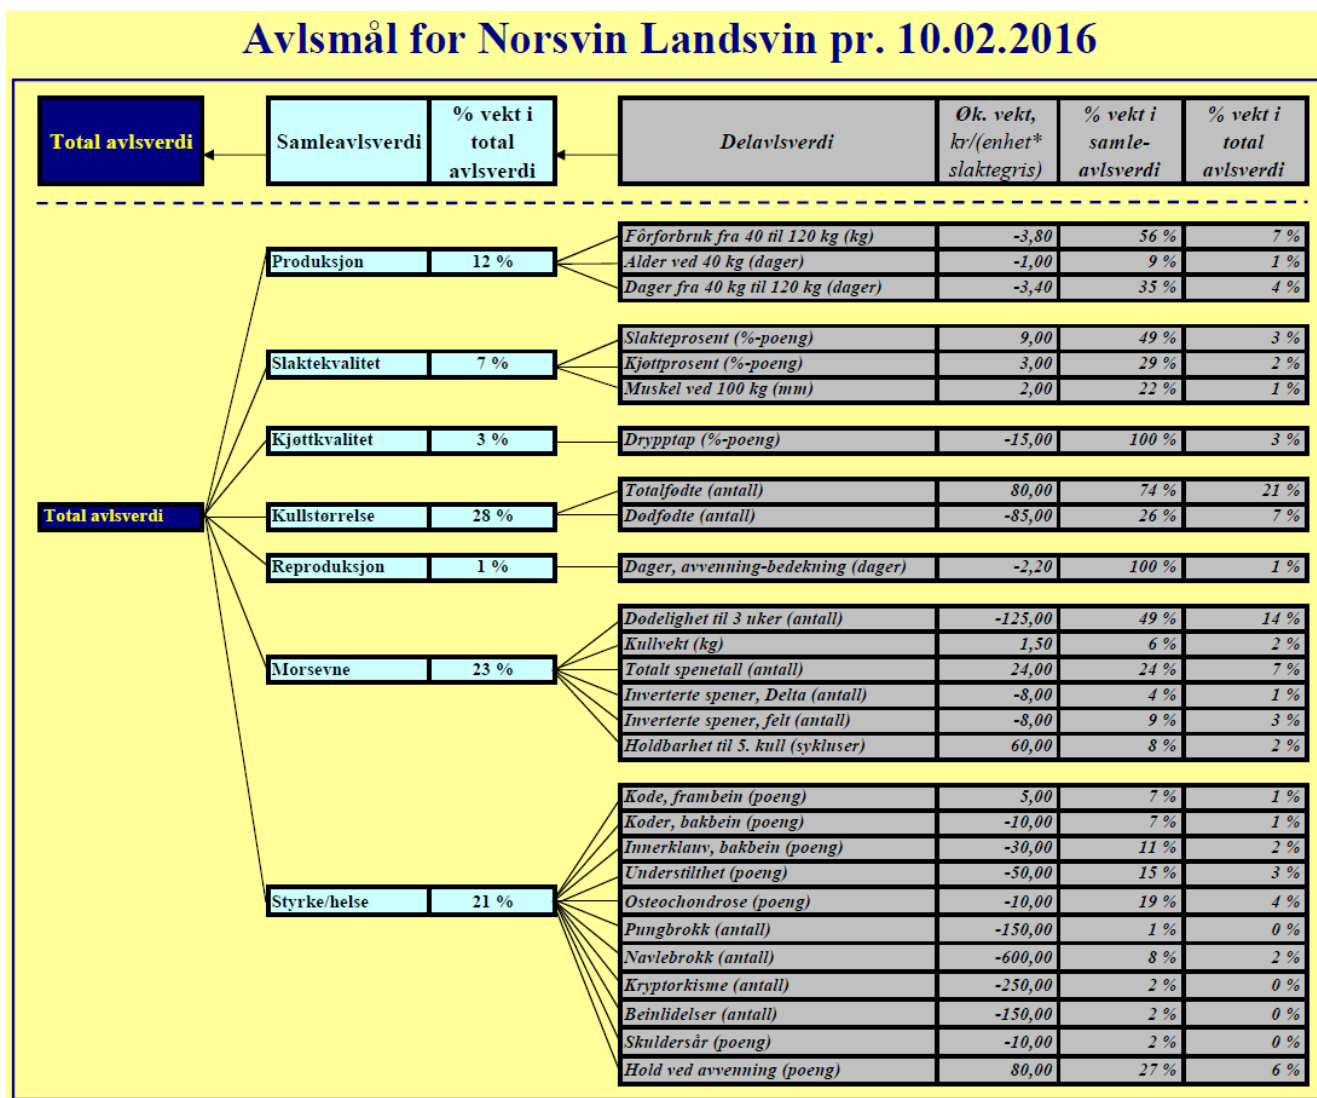 Avlsmål for Norsvin Landsvin pr. 10.02.2016
Total avlsverdi
Samleavlsverdi
% vekt i
total
avlsverdi
Delavlsverdi
Øk. vekt,
kr/(enhet*
slaktegris)
% vekt i
samle-
avlsverdi
% vekt i
total
avlsverdi
Total avlsverdi
Produksjon 12 %
Fôrforbruk fra 40 til 120 kg (kg) -3,80 56 % 7 %
Alder ved 40 kg (dager) -1,00 9 % 1 %
Dager fra 40 kg til 120 kg (dager) -3,40 35 % 4 %
Slaktekvalitet 7 %
Slakteprosent (%-poeng) 9,00 49 % 3 %
Kjøttprosent (%-poeng) 3,00 29 % 2 %
Muskel ved 100 kg (mm) 2,00 22 % 1 %
Kjøttkvalitet 3 %
Drypptap (%-poeng) -15,00 100 % 3 %
Kullstørrelse 28 %
Totalfødte (antall) 80,00 74 % 21 %
Dødfødte (antall) -85,00 26 % 7 %
Reproduksjon 1 %
Dager, avvenning-bedekning (dager) -2,20 100 % 1 %
Morsevne 23 %
Dødelighet til 3 uker (antall) -125,00 49 % 14 %
Kullvekt (kg) 1,50 6 % 2 %
Totalt spenetall (antall) 24,00 24 % 7 %
Inverterte spener, Delta (antall) -8,00 4 % 1 %
Inverterte spener, felt (antall) -8,00 9 % 3 %
Holdbarhet til 5. kull (sykluser) 60,00 8 % 2 %
Styrke/helse 21 %
Kode, frambein (poeng) 5,00 7 % 1 %
Koder, bakbein (poeng) -10,00 7 % 1 %
Innerklauv, bakbein (poeng) -30,00 11 % 2 %
Understilthet (poeng) -50,00 15 % 3 %
Osteochondrose (poeng) -10,00 19 % 4 %
Pungbrokk (antall) -150,00 1 % 0 %
Navlebrokk (antall) -600,00 8 % 2 %
Kryptorkisme (antall) -250,00 2 % 0 %
Beinlidelser (antall) -150,00 2 % 0 %
Skuldersår (poeng) -10,00 2 % 0 %
Hold ved avvenning (poeng) 80,00 27 % 6 %